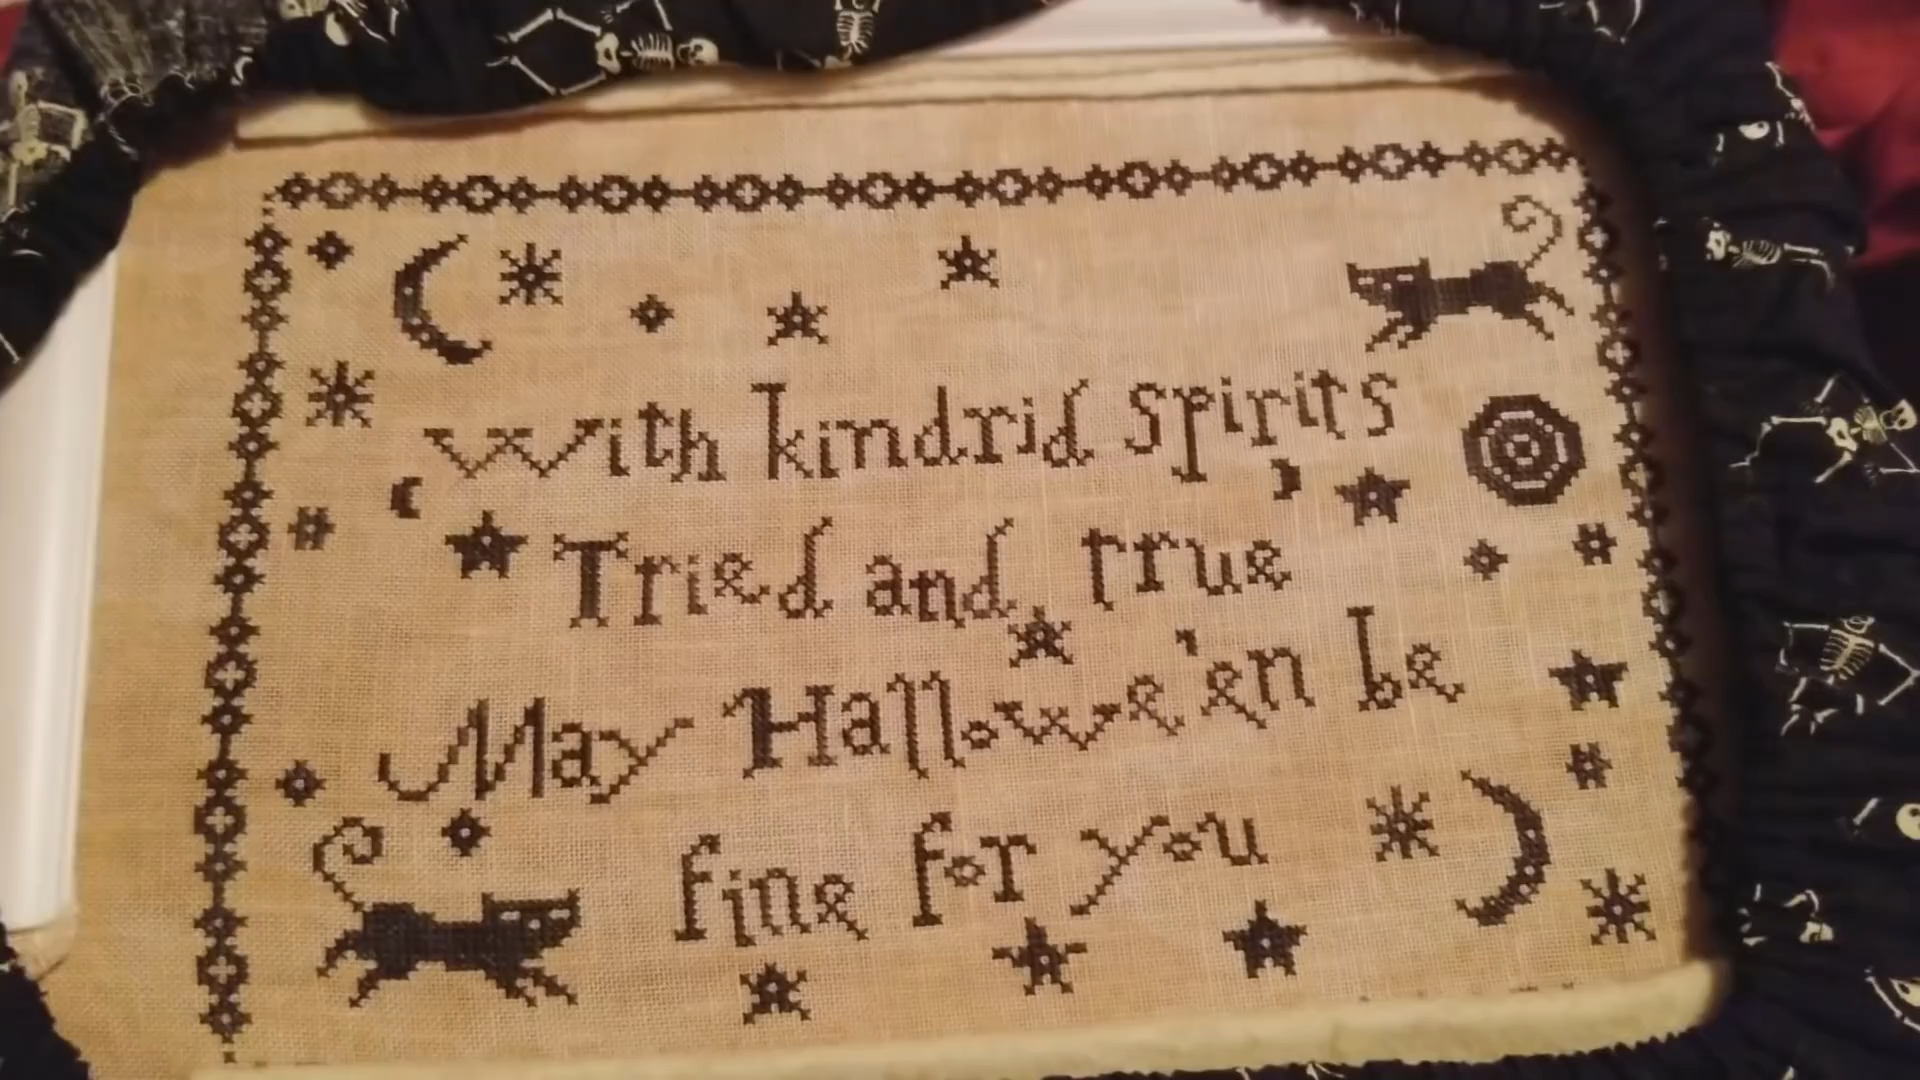 with kindrid spirits
Tried and true
May Hallowe'en be
fine for you